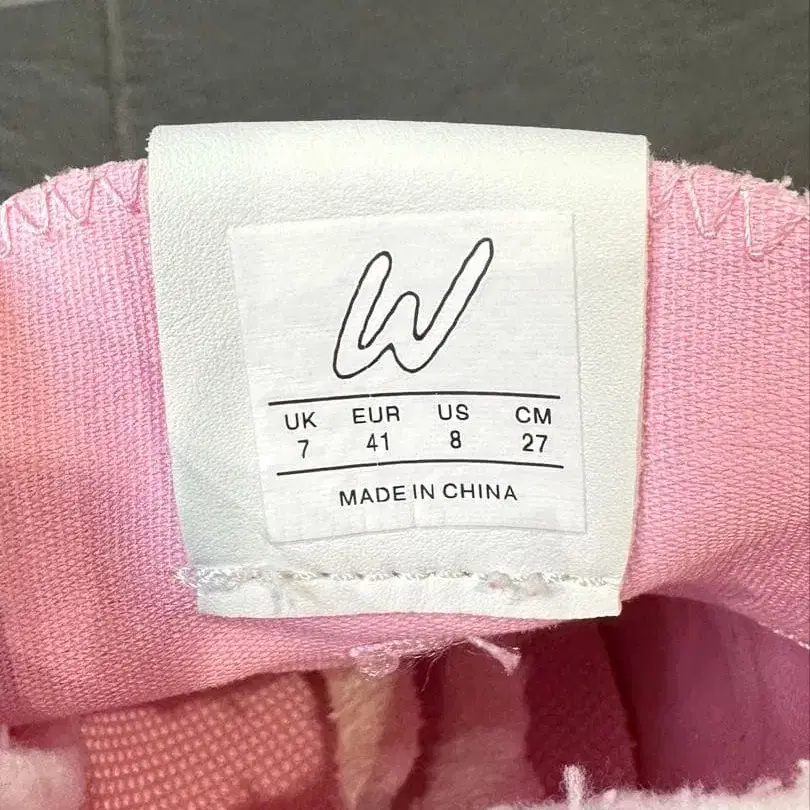 W
UK EUR US CM
7 41 8 27
MADE IN CHINA